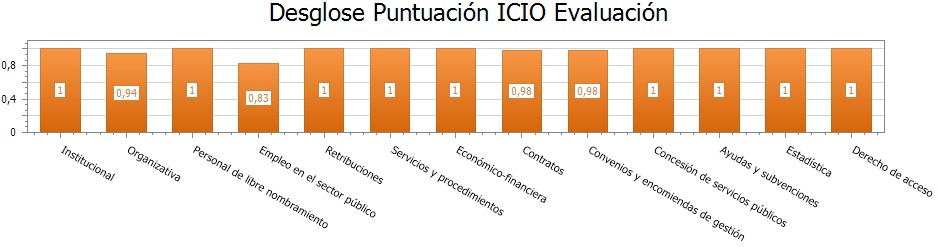 Desglose Puntuación ICIO Evaluación
0,8
0,4
0
1
0,94
1
0,83
1
1
1
0,98
0,98
1
1
1
1
Institucional
Organizativa
Personal de libre nombramiento
Empleo en el sector público
Retribuciones
Servicios y procedimientos
Económico-financiera
Contratos
Convenios y encomiendas de gestión
Concesión de servicios públicos
Ayudas y subvenciones
Estadística
Derecho de acceso